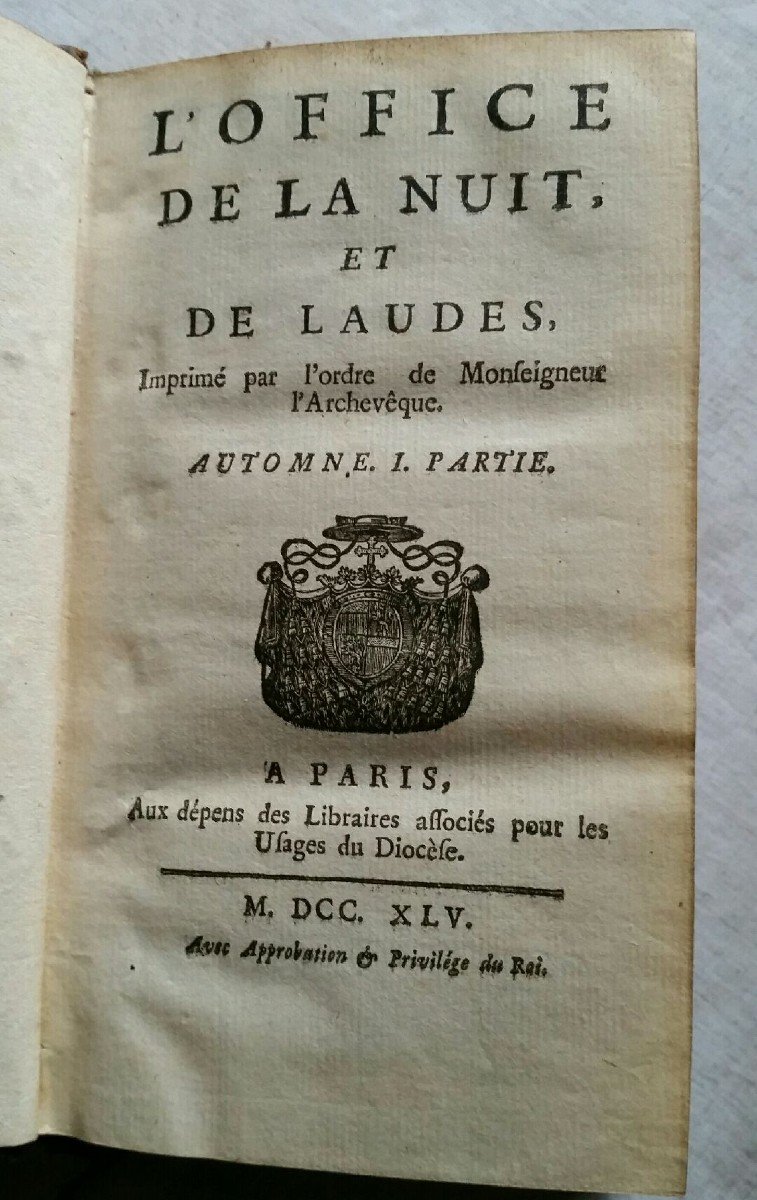 L'OFFICE
DE LA NUIT,
ET
DE LAUDES,
Imprimé par l'ordre de Monſeigneur
l'Archevêque.
AUTOMNE. I. PARTIE.
A PARIS,
Aux dépens des Libraires aſſociés pour les
Uſages du Diocèſe.
M. DCC. XLV.
Avec Approbation & Privilége du Roi.